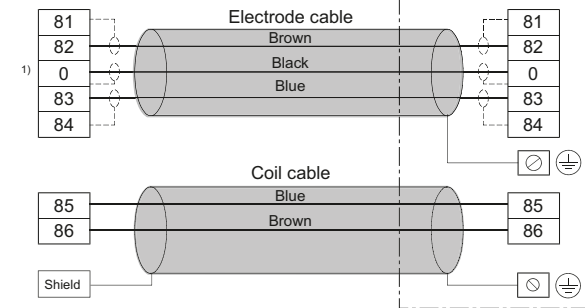 Electrode cable
81 81
82 Brown 82
1) 0 Black 0
83 Blue 83
84 84
Coil cable
85 Blue 85
86 Brown 86
Shield